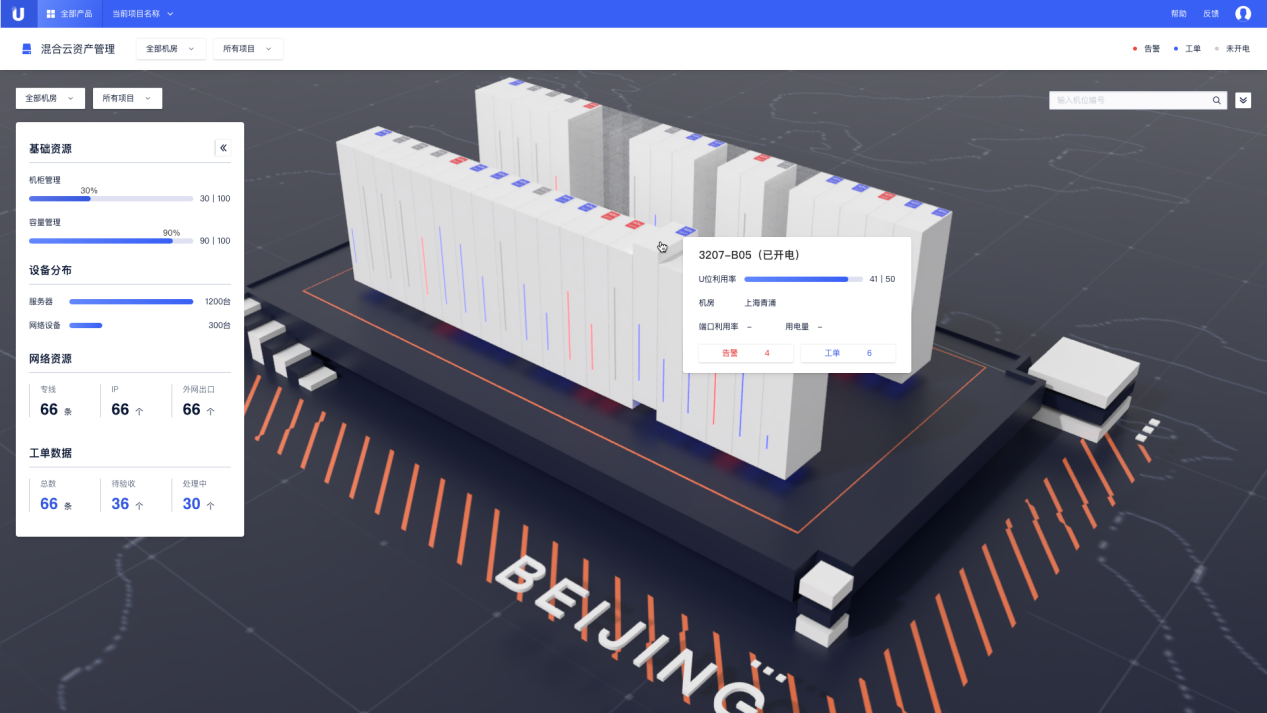 U 全部产品 当前项目名称 帮助 反馈
混合云资产管理 全部机房 所有项目 告警 工单 未开电
全部机房 所有项目 输入机位编号
基础资源
机柜管理
30%
30 | 100
容量管理
90%
90 | 100
设备分布
服务器 1200台
网络设备 300台
网络资源
专线 IP 外网出口
66 条 66 个 66 个
工单数据
总数 待验收 处理中
66 条 36 个 30 个
3207-B05（已开电）
U位利用率 41 | 50
机房 上海青浦
端口利用率 – 用电量 –
告警 4 工单 6
BEIJING